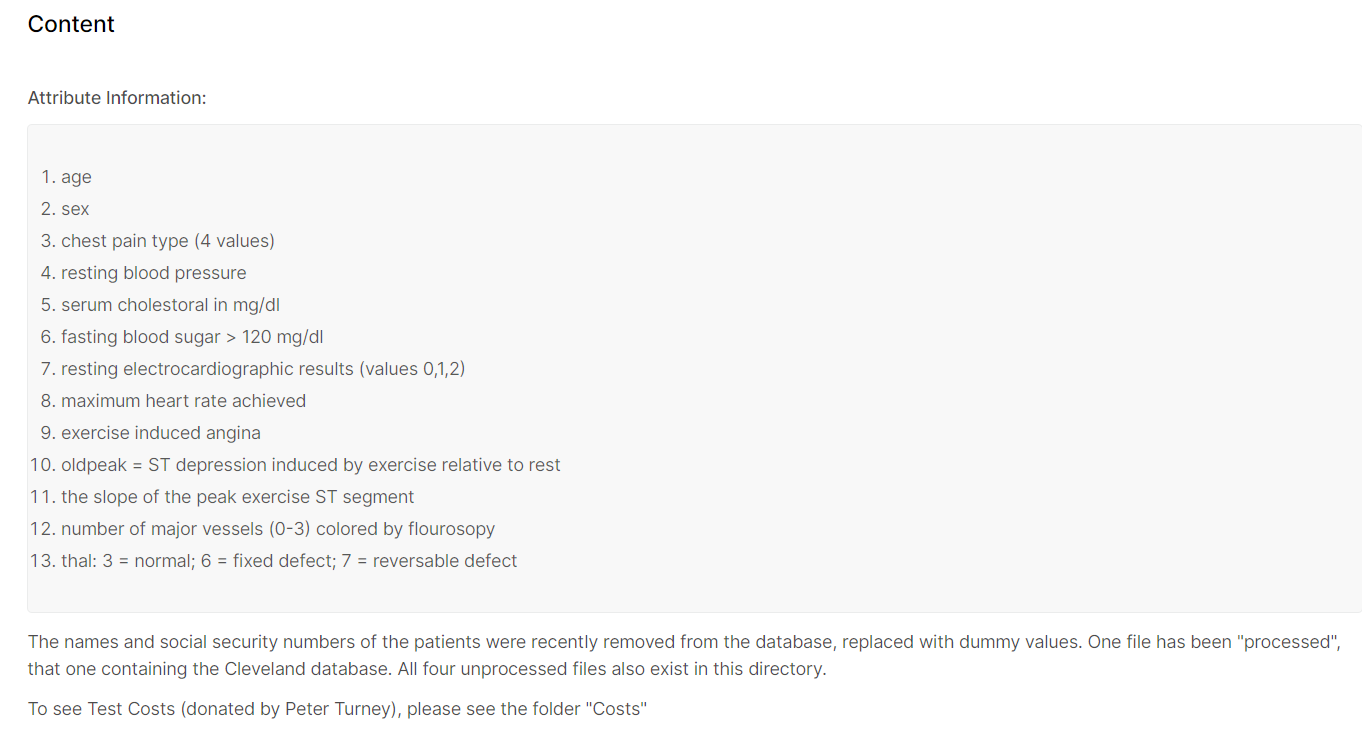 Content
Attribute Information:
1. age
2. sex
3. chest pain type (4 values)
4. resting blood pressure
5. serum cholestoral in mg/dl
6. fasting blood sugar > 120 mg/dl
7. resting electrocardiographic results (values 0,1,2)
8. maximum heart rate achieved
9. exercise induced angina
10. oldpeak = ST depression induced by exercise relative to rest
11. the slope of the peak exercise ST segment
12. number of major vessels (0-3) colored by flourosopy
13. thal: 3 = normal; 6 = fixed defect; 7 = reversable defect
The names and social security numbers of the patients were recently removed from the database, replaced with dummy values. One file has been "processed",
that one containing the Cleveland database. All four unprocessed files also exist in this directory.
To see Test Costs (donated by Peter Turney), please see the folder "Costs"